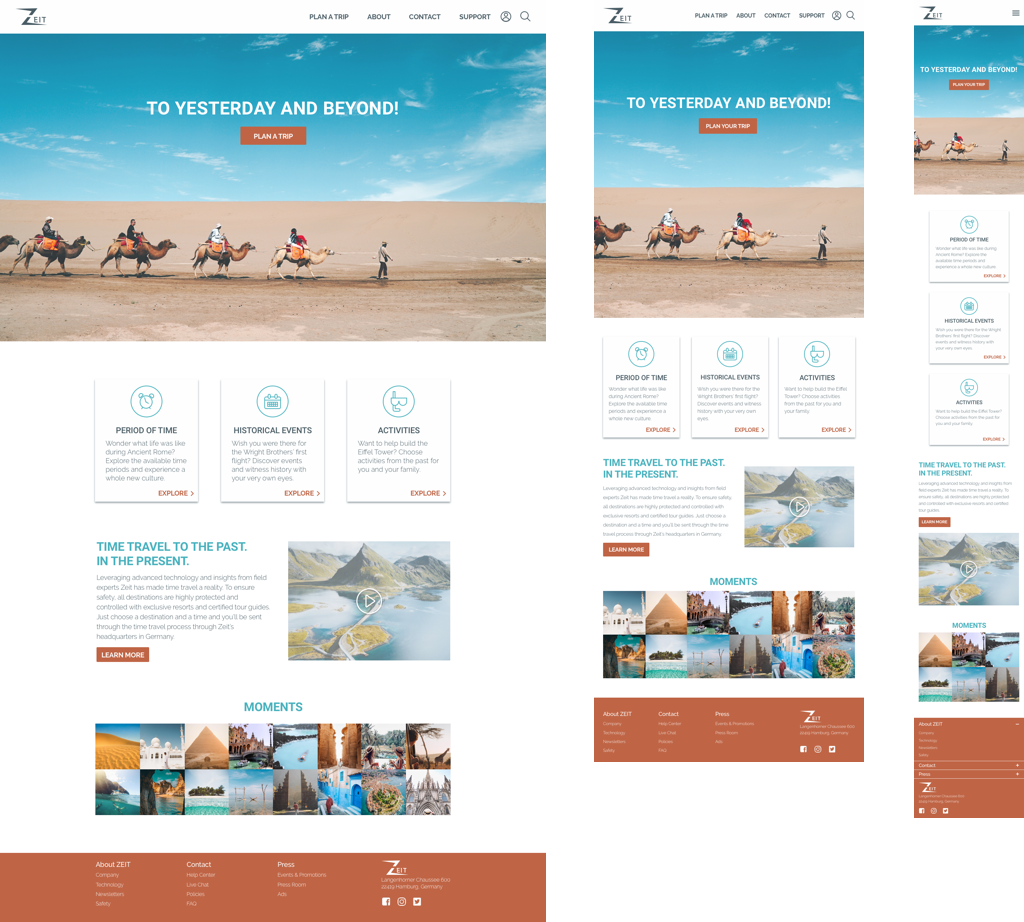 ZEIT
PLAN A TRIP ABOUT CONTACT SUPPORT
TO YESTERDAY AND BEYOND!
PLAN A TRIP
PERIOD OF TIME
Wonder what life was like
during Ancient Rome?
Explore the available time
periods and experience a
whole new culture.
EXPLORE >
HISTORICAL EVENTS
Wish you were there for
the Wright Brothers' first
flight? Discover events
and witness history with
your very own eyes.
EXPLORE >
ACTIVITIES
Want to help build the
Eiffel Tower? Choose
activities from the past for
you and your family.
EXPLORE >
TIME TRAVEL TO THE PAST.
IN THE PRESENT.
Leveraging advanced technology and insights from field
experts Zeit has made time travel a reality. To ensure
safety, all destinations are highly protected and
controlled with exclusive resorts and certified tour guides.
Just choose a destination and a time and you'll be sent
through the time travel process through Zeit's
headquarters in Germany.
LEARN MORE
MOMENTS
About ZEIT
Company
Technology
Newsletters
Safety
Contact
Help Center
Live Chat
Policies
FAQ
Press
Events & Promotions
Press Room
Ads
ZEIT
Langenhorner Chaussee 600
22419 Hamburg, Germany
ZEIT
PLAN A TRIP ABOUT CONTACT SUPPORT
TO YESTERDAY AND BEYOND!
PLAN YOUR TRIP
PERIOD OF TIME
Wonder what life was like
during Ancient Rome?
Explore the available time
periods and experience a
whole new culture.
EXPLORE >
HISTORICAL EVENTS
Wish you were there for the
Wright Brothers' first flight?
Discover events and witness
history with your very own
eyes.
EXPLORE >
ACTIVITIES
Want to help build the Eiffel
Tower? Choose activities
from the past for you and
your family.
EXPLORE >
TIME TRAVEL TO THE PAST.
IN THE PRESENT.
Leveraging advanced technology and insights from field
experts Zeit has made time travel a reality. To ensure safety,
all destinations are highly protected and controlled with
exclusive resorts and certified tour guides. Just choose a
destination and a time and you'll be sent through the time
travel process through Zeit's headquarters in Germany.
LEARN MORE
MOMENTS
About ZEIT
Company
Technology
Newsletters
Safety
Contact
Help Center
Live Chat
Policies
FAQ
Press
Events & Promotions
Press Room
Ads
ZEIT
Langenhorner Chaussee 600
22419 Hamburg, Germany
ZEIT
TO YESTERDAY AND BEYOND!
PLAN YOUR TRIP
PERIOD OF TIME
Wonder what life was like during
Ancient Rome? Explore the
available time periods and
experience a whole new culture.
EXPLORE >
HISTORICAL EVENTS
Wish you were there for the Wright
Brothers' first flight? Discover
events and witness history with
your very own eyes.
EXPLORE >
ACTIVITIES
Want to help build the Eiffel Tower?
Choose activities from the past for
you and your family.
EXPLORE >
TIME TRAVEL TO THE PAST.
IN THE PRESENT.
Leveraging advanced technology and insights from field
experts Zeit has made time travel a reality. To ensure
safety, all destinations are highly protected and
controlled with exclusive resorts and certified
tour guides.
LEARN MORE
MOMENTS
About ZEIT −
Company
Technology
Newsletters
Safety
Contact +
Press +
ZEIT
Langenhorner Chaussee 600
22419 Hamburg, Germany